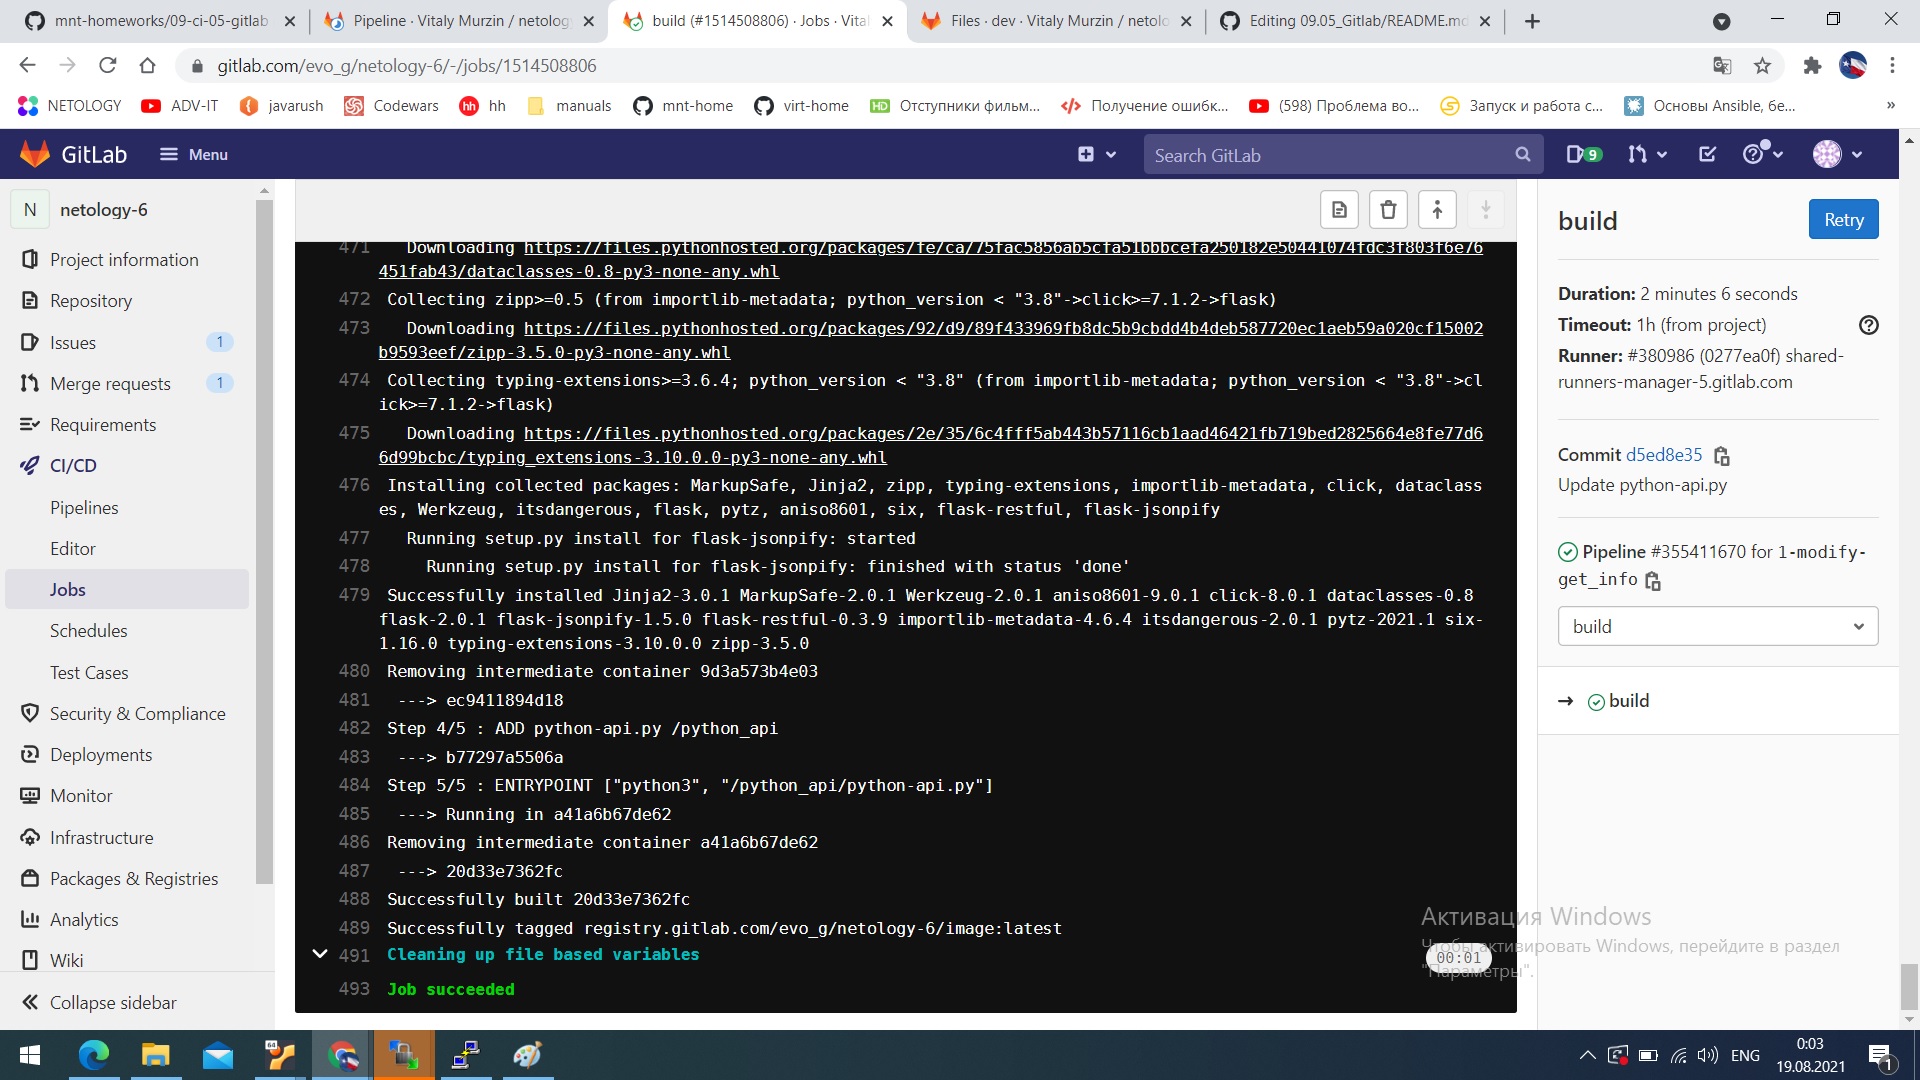 mnt-homeworks/09-ci-05-gitlab
Pipeline · Vitaly Murzin / netology
build (#1514508806) · Jobs · Vital
Files · dev · Vitaly Murzin / netolo
Editing 09.05_Gitlab/README.md
gitlab.com/evo_g/netology-6/-/jobs/1514508806
NETOLOGY
ADV-IT
javarush
Codewars
hh hh
manuals
mnt-home
virt-home
HD Отступники фильм...
Получение ошибк...
(598) Проблема во...
Запуск и работа с...
Основы Ansible, бе...
»
GitLab
Menu
Search GitLab
9
N netology-6
Project information
Repository
Issues 1
Merge requests 1
Requirements
CI/CD
Pipelines
Editor
Jobs
Schedules
Test Cases
Security & Compliance
Deployments
Monitor
Infrastructure
Packages & Registries
Analytics
Wiki
Collapse sidebar
471 Downloading https://files.pythonhosted.org/packages/fe/ca/75fac5856ab5cfa51bbbcefa250182e50441074fdc3f803f6e76
451fab43/dataclasses-0.8-py3-none-any.whl
472 Collecting zipp>=0.5 (from importlib-metadata; python_version < "3.8"->click>=7.1.2->flask)
473 Downloading https://files.pythonhosted.org/packages/92/d9/89f433969fb8dc5b9cbdd4b4deb587720ec1aeb59a020cf15002
b9593eef/zipp-3.5.0-py3-none-any.whl
474 Collecting typing-extensions>=3.6.4; python_version < "3.8" (from importlib-metadata; python_version < "3.8"->cl
ick>=7.1.2->flask)
475 Downloading https://files.pythonhosted.org/packages/2e/35/6c4fff5ab443b57116cb1aad46421fb719bed2825664e8fe77d6
6d99bcbc/typing_extensions-3.10.0.0-py3-none-any.whl
476 Installing collected packages: MarkupSafe, Jinja2, zipp, typing-extensions, importlib-metadata, click, dataclass
es, Werkzeug, itsdangerous, flask, pytz, aniso8601, six, flask-restful, flask-jsonpify
477 Running setup.py install for flask-jsonpify: started
478 Running setup.py install for flask-jsonpify: finished with status 'done'
479 Successfully installed Jinja2-3.0.1 MarkupSafe-2.0.1 Werkzeug-2.0.1 aniso8601-9.0.1 click-8.0.1 dataclasses-0.8
flask-2.0.1 flask-jsonpify-1.5.0 flask-restful-0.3.9 importlib-metadata-4.6.4 itsdangerous-2.0.1 pytz-2021.1 six-
1.16.0 typing-extensions-3.10.0.0 zipp-3.5.0
480 Removing intermediate container 9d3a573b4e03
481 ---> ec9411894d18
482 Step 4/5 : ADD python-api.py /python_api
483 ---> b77297a5506a
484 Step 5/5 : ENTRYPOINT ["python3", "/python_api/python-api.py"]
485 ---> Running in a41a6b67de62
486 Removing intermediate container a41a6b67de62
487 ---> 20d33e7362fc
488 Successfully built 20d33e7362fc
489 Successfully tagged registry.gitlab.com/evo_g/netology-6/image:latest
491 Cleaning up file based variables 00:01
493 Job succeeded
build
Retry
Duration: 2 minutes 6 seconds
Timeout: 1h (from project)
Runner: #380986 (0277ea0f) shared-
runners-manager-5.gitlab.com
Commit d5ed8e35
Update python-api.py
Pipeline #355411670 for 1-modify-
get_info
build
→ build
Активация Windows
Чтобы активировать Windows, перейдите в раздел
"Параметры".
64
ENG
0:03
19.08.2021
1